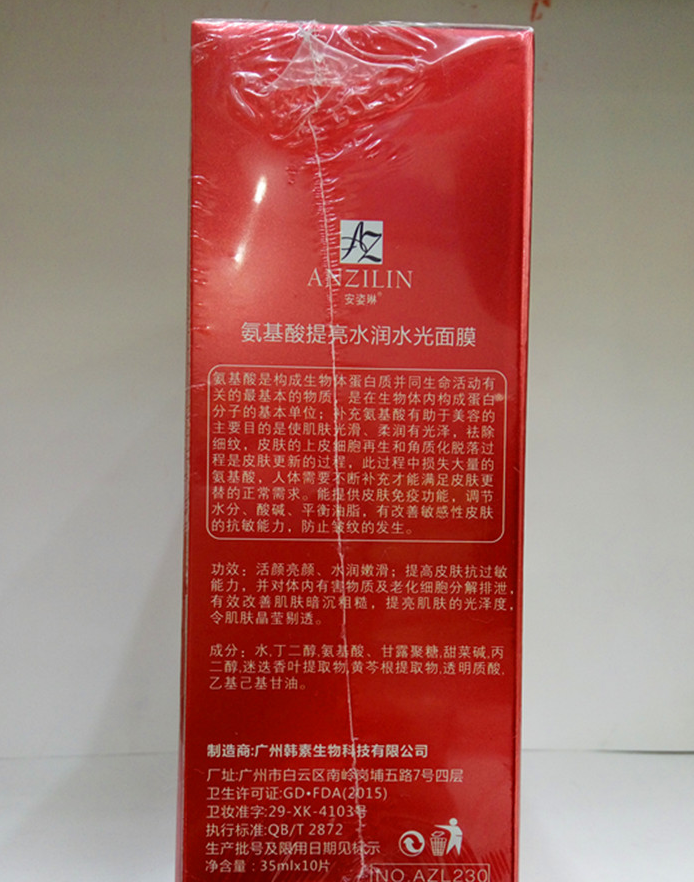 AZ
ANZILIN
安姿琳®
氨基酸提亮水润水光面膜
氨基酸是构成生物体蛋白质并同生命活动有
关的最基本的物质，是在生物体内构成蛋白
分子的基本单位；补充氨基酸有助于美容的
主要目的是使肌肤光滑、柔润有光泽，祛除
细纹，皮肤的上皮细胞再生和角质化脱落过
程是皮肤更新的过程，此过程中损失大量的
氨基酸，人体需要不断补充才能满足皮肤更
替的正常需求。能提供皮肤免疫功能，调节
水分、酸碱、平衡油脂，有改善敏感性皮肤
的抗敏能力，防止皱纹的发生。
功效：活颜亮颜、水润嫩滑；提高皮肤抗过敏
能力，并对体内有害物质及老化细胞分解排泄，
有效改善肌肤暗沉粗糙，提亮肌肤的光泽度，
令肌肤晶莹剔透。
成分：水,丁二醇,氨基酸、甘露聚糖,甜菜碱,丙
二醇,迷迭香叶提取物,黄芩根提取物,透明质酸,
乙基己基甘油。
制造商:广州韩素生物科技有限公司
厂址:广州市白云区南岭岗埔五路7号四层
卫生许可证:GD•FDA(2015)
卫妆准字:29-XK-4103号
执行标准:QB/T 2872
生产批号及限用日期见标示
净含量：35mlx10片
NO.AZL230